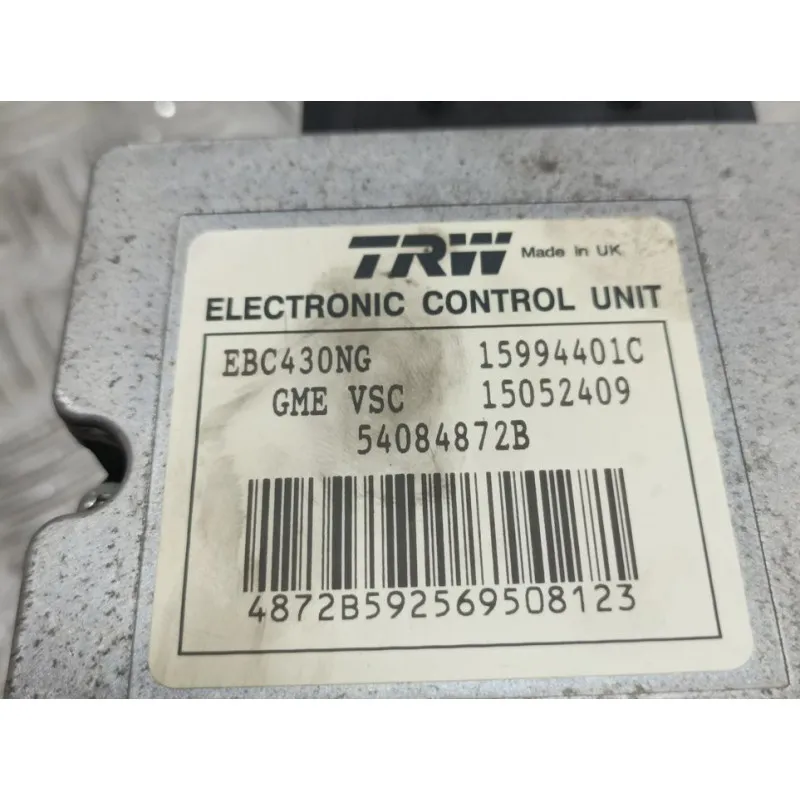 TRW Made in UK
ELECTRONIC CONTROL UNIT
EBC430NG 15994401C
GME VSC 15052409
54084872B
4872B592569508123